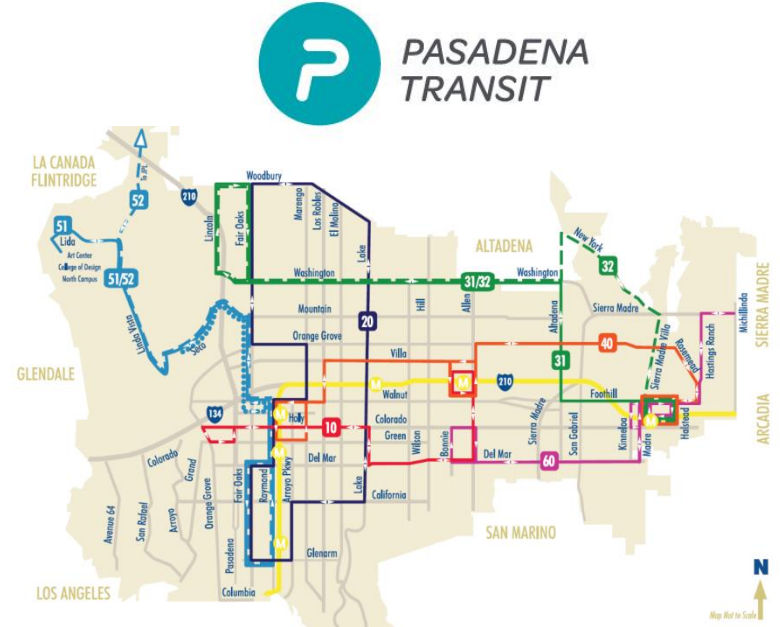 PASADENA
TRANSIT
LA CANADA
FLINTRIDGE
To JPL
52
210
Woodbury
51
Lida
Art Center
College of Design
North Campus
51/52
Linda Vista
Seco
Lincoln
Fair Oaks
Marengo
Los Robles
El Molino
Lake
ALTADENA
New York
32
Washington
31/32
Washington
Mountain
20
Hill
Allen
Altadena
Sierra Madre
Orange Grove
Villa
40
31
Sierra Madre Villa
Rosemead
Hastings Ranch
Michillinda
SIERRA MADRE
GLENDALE
M
Walnut
M
210
Foothill
134
M
Holly
10
Colorado
Green
Wilson
Bonnie
Sierra Madre
San Gabriel
Kinneloa
Madre
M
Halstead
ARCADIA
Colorado
Grand
M
Del Mar
Del Mar
60
Avenue 64
San Rafael
Arroyo
Orange Grove
Fair Oaks
Raymond
Arroyo Pkwy
Lake
California
Pasadena
M
Glenarm
SAN MARINO
LOS ANGELES
Columbia
N
Map Not to Scale